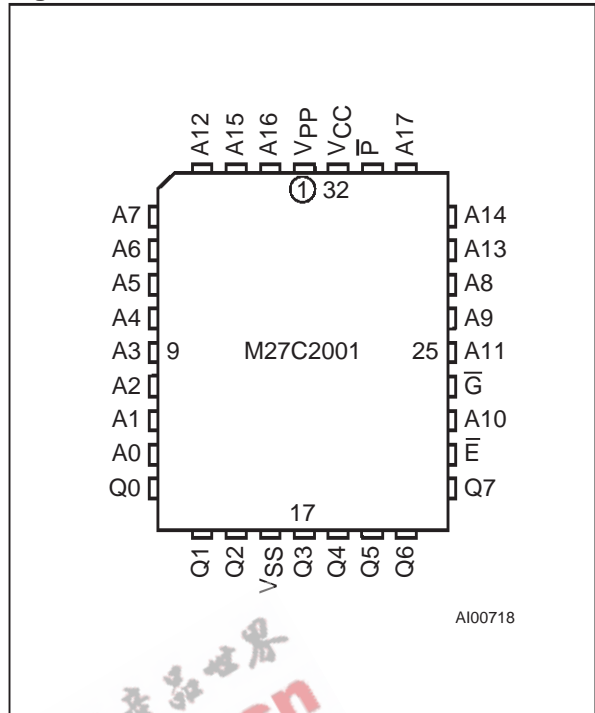 A12 A15 A16 VPP VCC P̅ A17
1 32
A7 A14
A6 A13
A5 A8
A4 A9
A3 9 M27C2001 25 A11
A2 G̅
A1 A10
A0 E̅
Q0 Q7
17
Q1 Q2 VSS Q3 Q4 Q5 Q6
AI00718